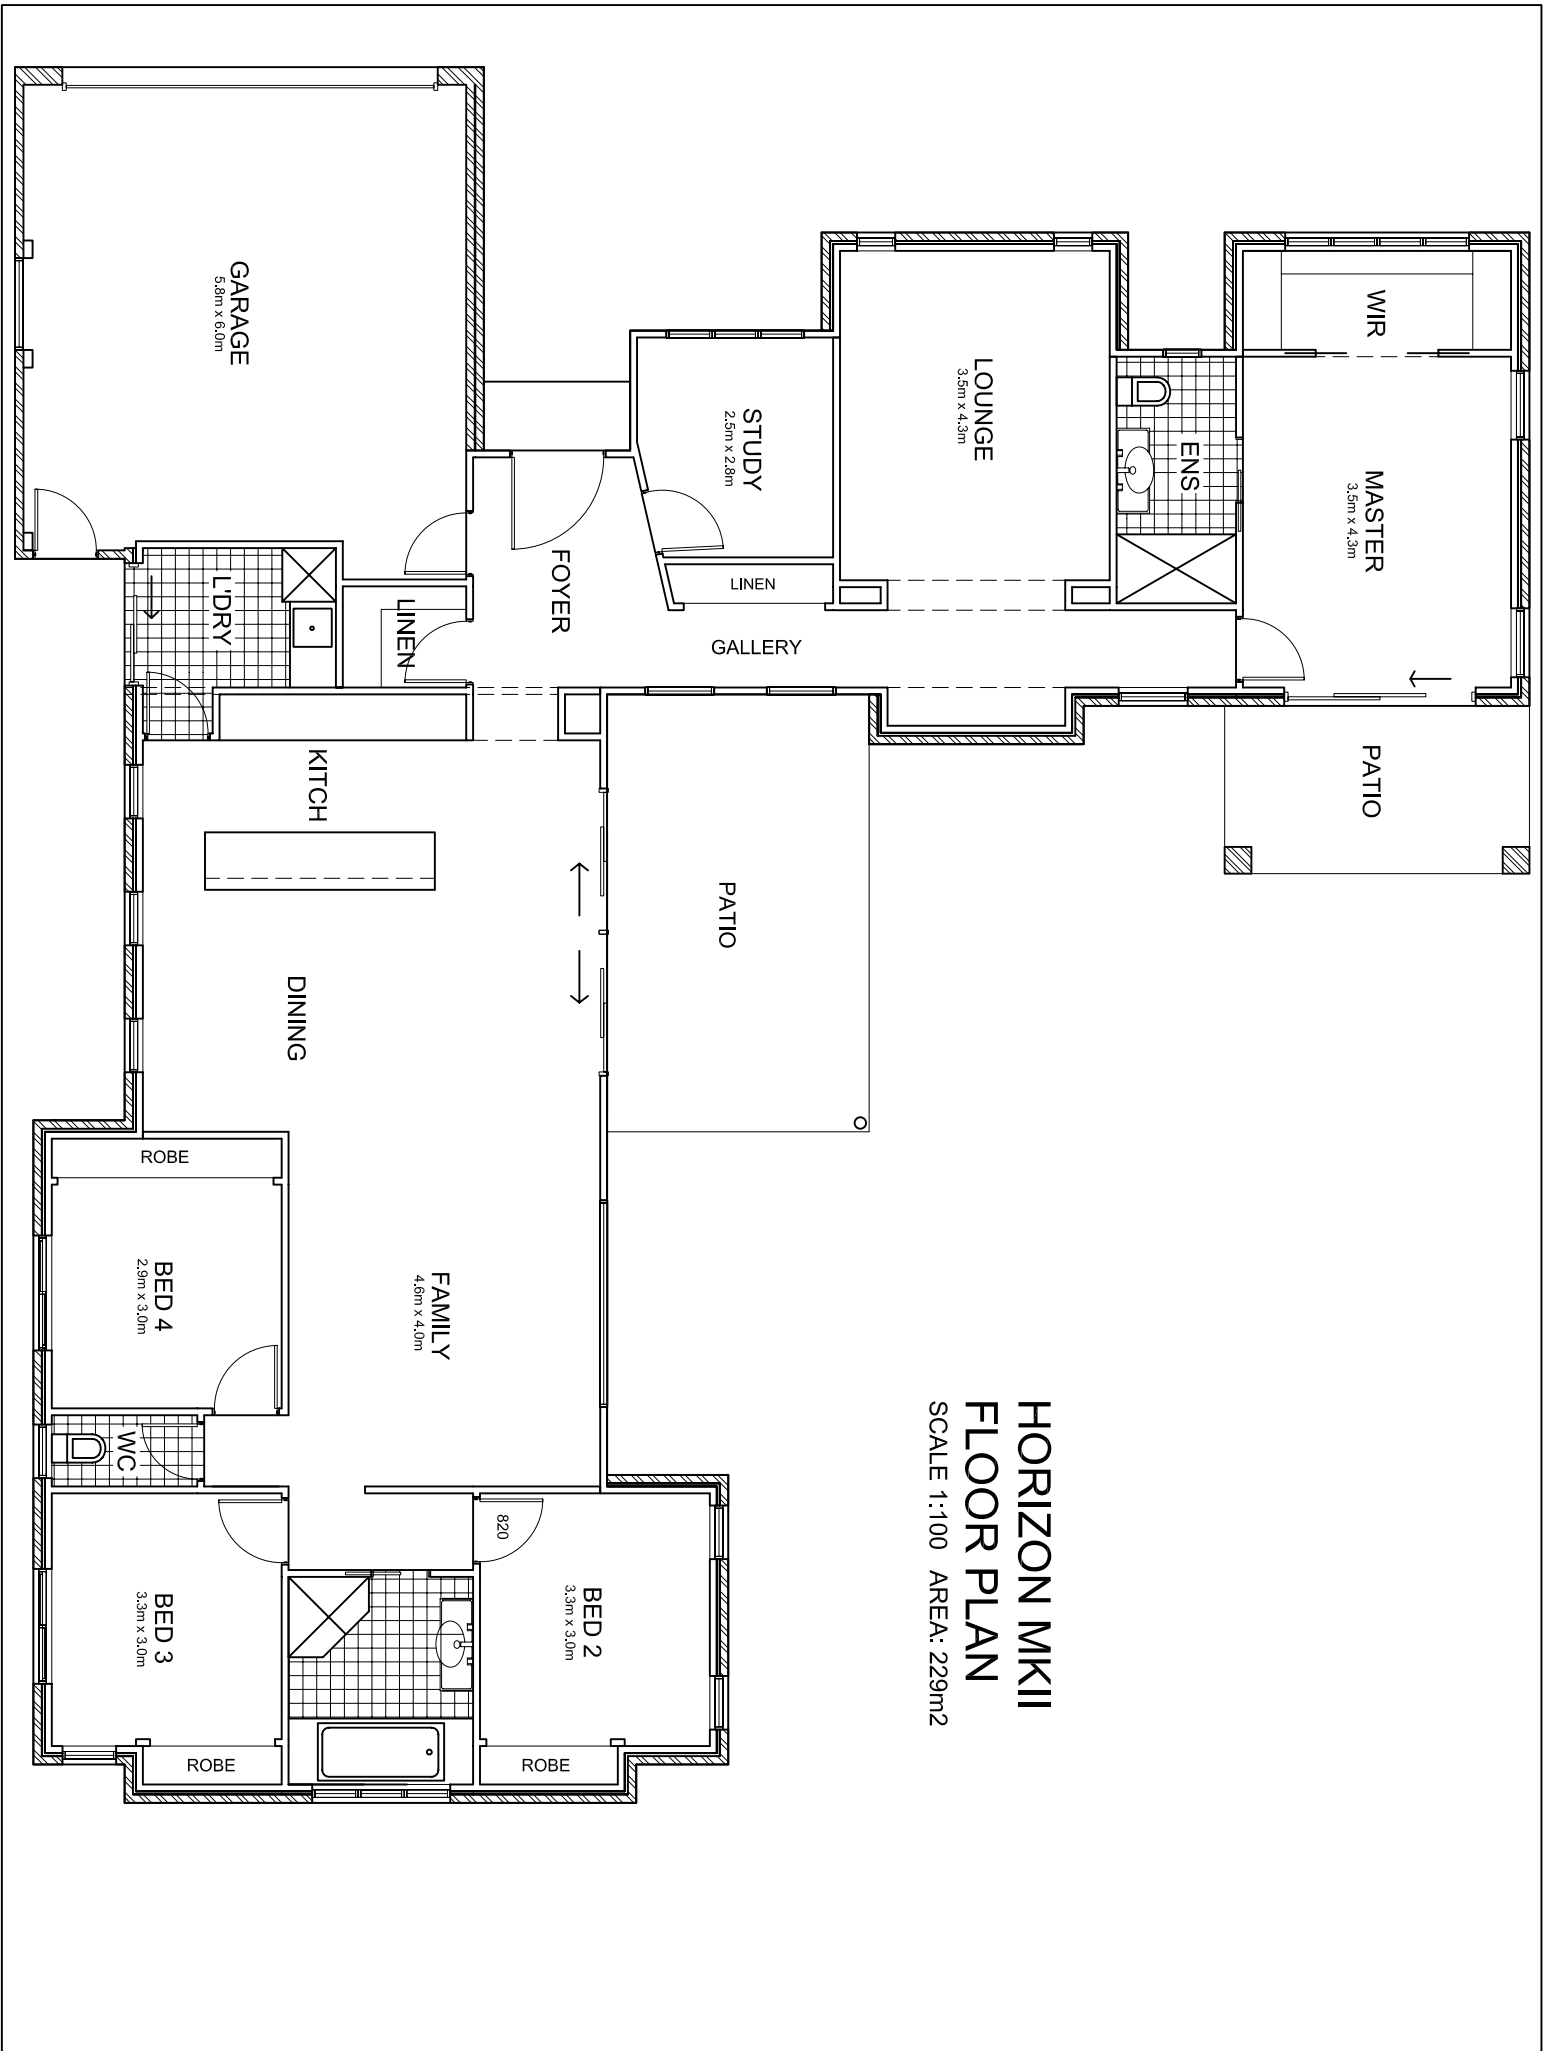 HORIZON MKII
FLOOR PLAN
SCALE 1:100 AREA: 229m2
WIR
MASTER
3.5m x 4.3m
PATIO
ENS
LOUNGE
3.5m x 4.3m
STUDY
2.5m x 2.8m
LINEN
GALLERY
PATIO
FOYER
GARAGE
5.8m x 6.0m
LINEN
L'DRY
KITCH
DINING
FAMILY
4.6m x 4.0m
ROBE
BED 4
2.9m x 3.0m
WC
BED 3
3.3m x 3.0m
ROBE
820
BED 2
3.3m x 3.0m
ROBE